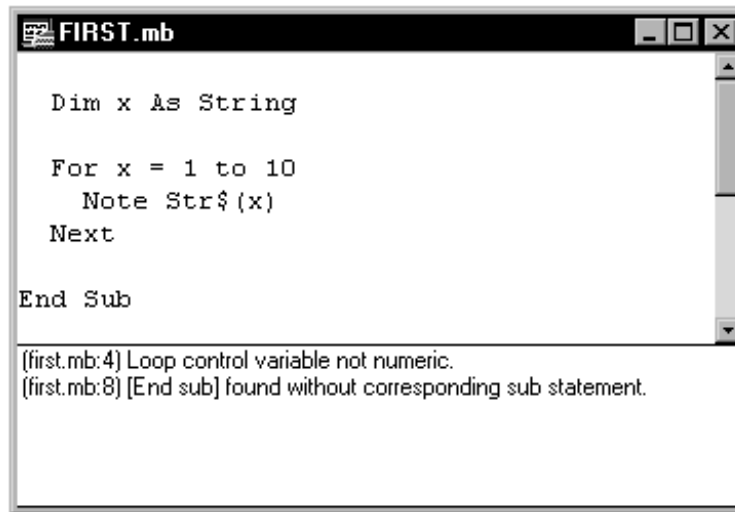 FIRST.mb
Dim x As String
For x = 1 to 10
Note Str$(x)
Next
End Sub
(first.mb:4) Loop control variable not numeric.
(first.mb:8) [End sub] found without corresponding sub statement.